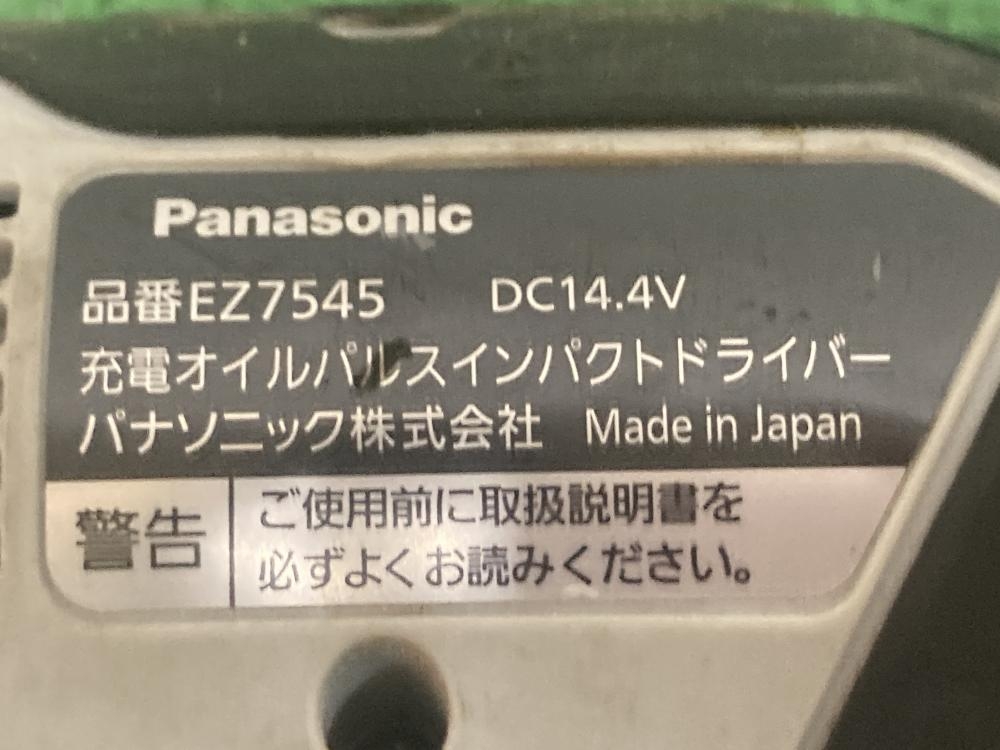 Panasonic
品番EZ7545 DC14.4V
充電オイルパルスインパクトドライバー
パナソニック株式会社 Made in Japan
警告
ご使用前に取扱説明書を
必ずよくお読みください。